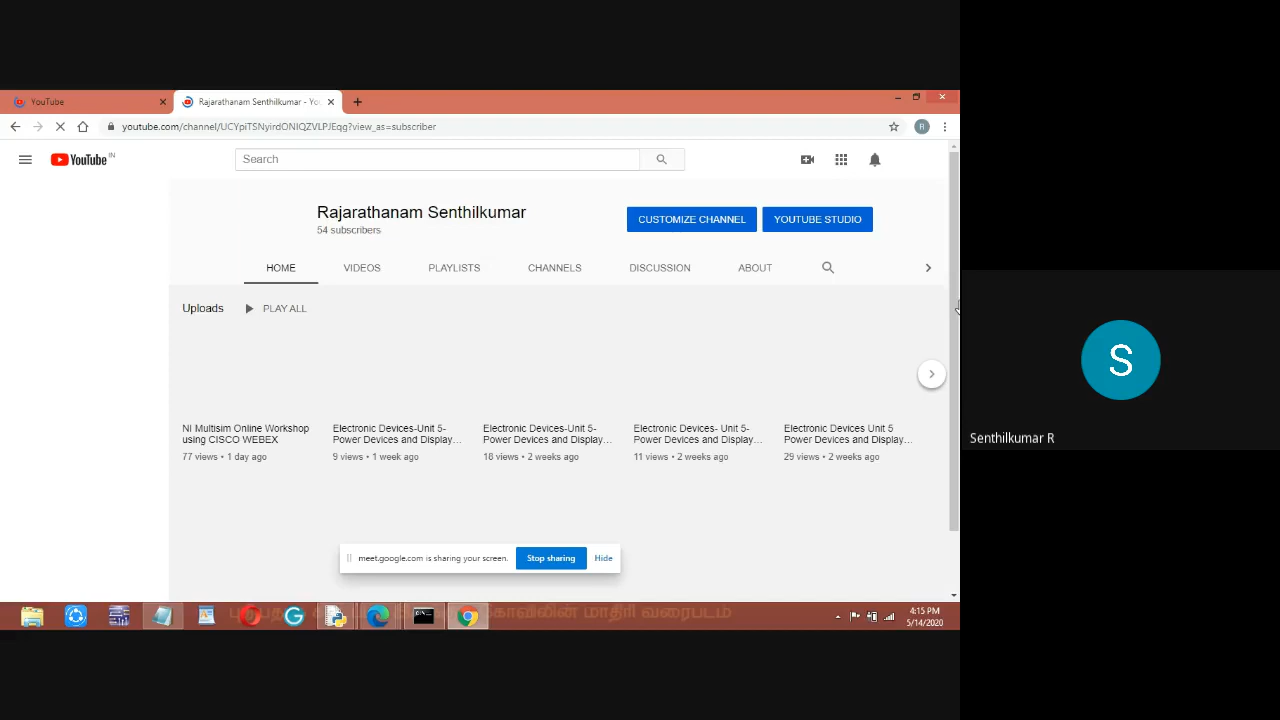 YouTube
Rajarathanam Senthilkumar - Yo
youtube.com/channel/UCYpiTSNyirdONIQZVLPJEqg?view_as=subscriber
R
YouTube IN
Search
Rajarathanam Senthilkumar
54 subscribers
CUSTOMIZE CHANNEL
YOUTUBE STUDIO
HOME
VIDEOS
PLAYLISTS
CHANNELS
DISCUSSION
ABOUT
Uploads
PLAY ALL
NI Multisim Online Workshop
using CISCO WEBEX
77 views • 1 day ago
Electronic Devices-Unit 5-
Power Devices and Display...
9 views • 1 week ago
Electronic Devices-Unit 5-
Power Devices and Display...
18 views • 2 weeks ago
Electronic Devices- Unit 5-
Power Devices and Display...
11 views • 2 weeks ago
Electronic Devices Unit 5
Power Devices and Display...
29 views • 2 weeks ago
meet.google.com is sharing your screen.
Stop sharing
Hide
மாதிரி வரைபடம்
4:15 PM
5/14/2020
S
Senthilkumar R